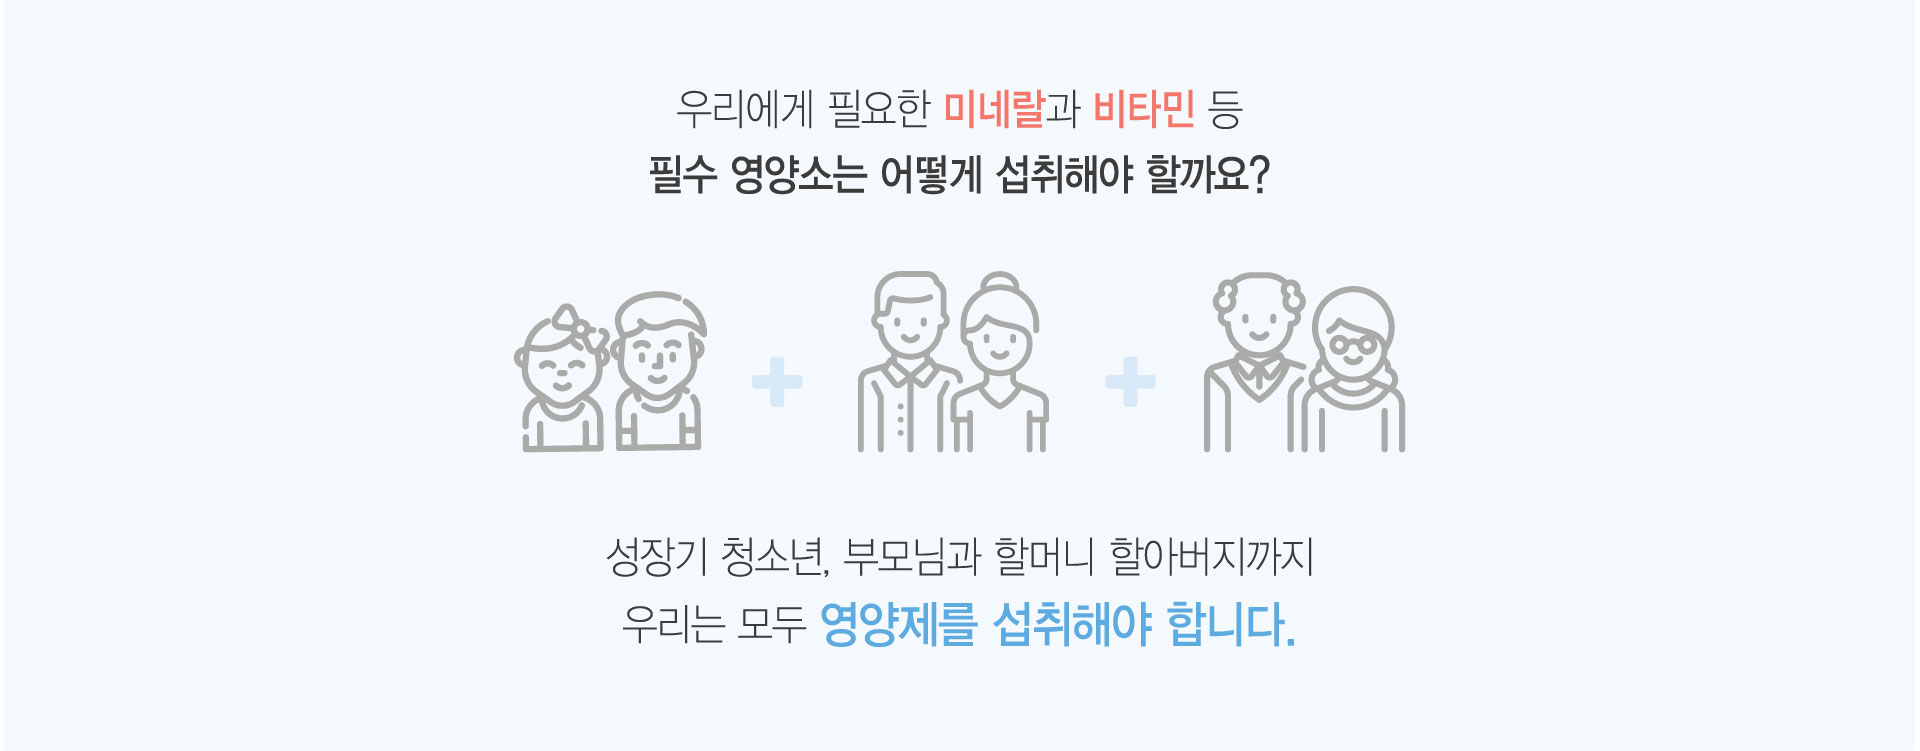 우리에게 필요한 미네랄과 비타민 등
필수 영양소는 어떻게 섭취해야 할까요?
성장기 청소년, 부모님과 할머니 할아버지까지
우리는 모두 영양제를 섭취해야 합니다.